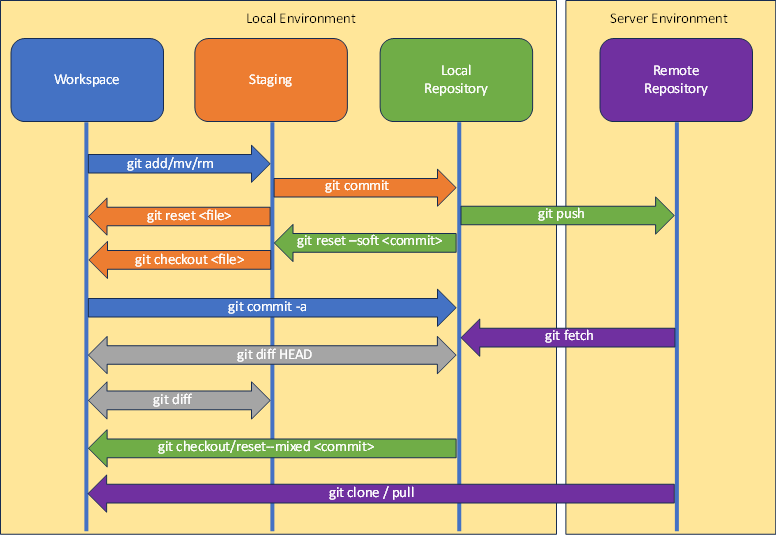 Local Environment
Server Environment
Workspace
Staging
Local
Repository
Remote
Repository
git add/mv/rm
git commit
git reset <file>
git push
git reset –soft <commit>
git checkout <file>
git commit -a
git fetch
git diff HEAD
git diff
git checkout/reset--mixed <commit>
git clone / pull